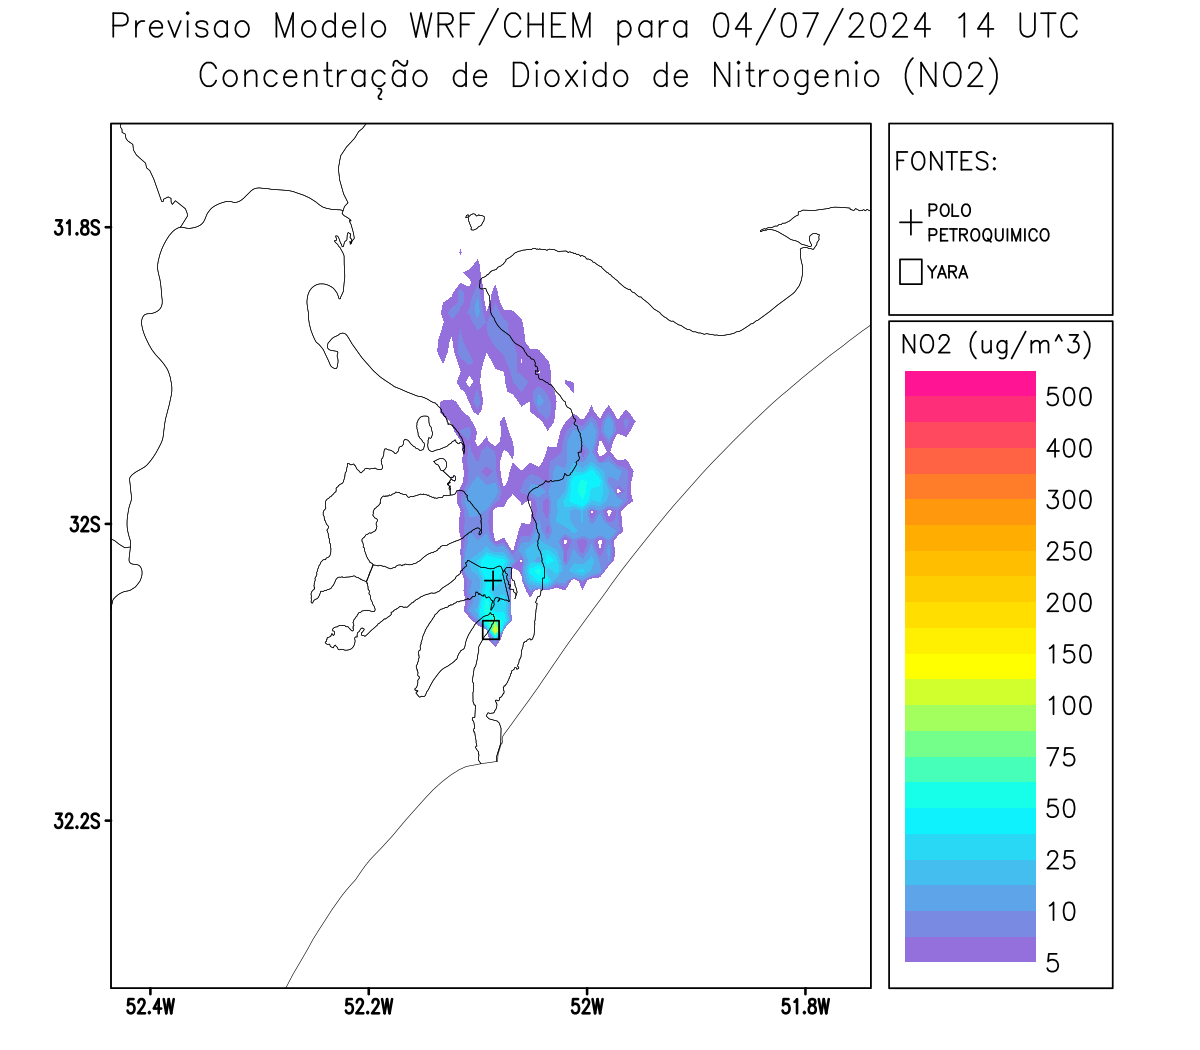 Previsao Modelo WRF/CHEM para 04/07/2024 14 UTC
Concentração de Dioxido de Nitrogenio (NO2)
FONTES:
POLO
PETROQUIMICO
YARA
NO2 (ug/m^3)
500
400
300
250
200
150
100
75
50
25
10
5
31.8S
32S
32.2S
52.4W
52.2W
52W
51.8W